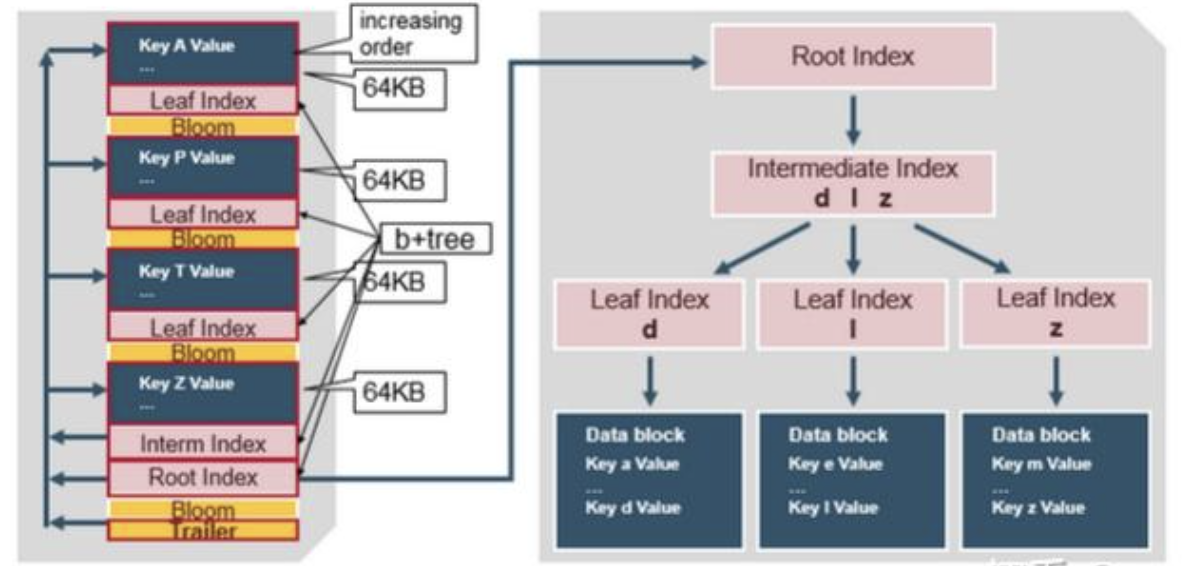 Key A Value
...
Leaf Index
Bloom
Key P Value
...
Leaf Index
Bloom
Key T Value
...
Leaf Index
Bloom
Key Z Value
...
Interm Index
Root Index
Bloom
Trailer
increasing
order
64KB
64KB
b+tree
64KB
64KB
Root Index
Intermediate Index
d l z
Leaf Index
d
Leaf Index
l
Leaf Index
z
Data block
Key a Value
...
Key d Value
Data block
Key e Value
...
Key l Value
Data block
Key m Value
...
Key z Value